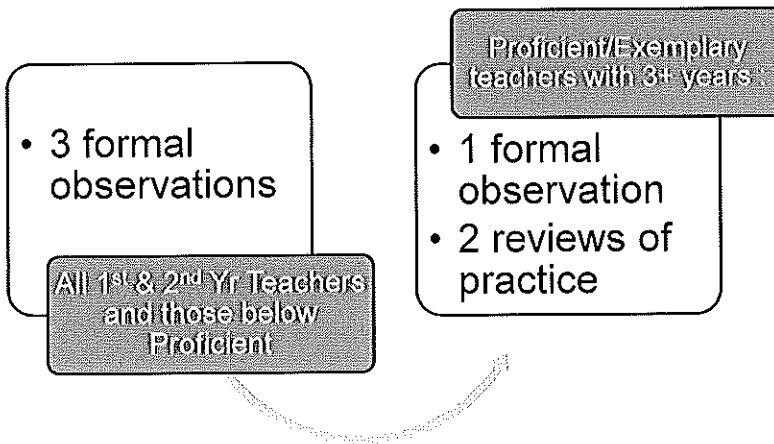 • 3 formal
observations
All 1st & 2nd Yr Teachers
and those below
Proficient
Proficient/Exemplary
teachers with 3+ years :
• 1 formal
observation
• 2 reviews of
practice